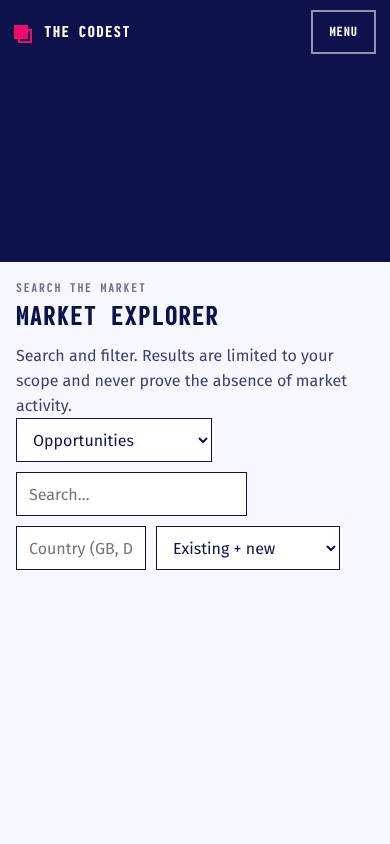 THE CODEST
MENU
SEARCH THE MARKET
MARKET EXPLORER
Search and filter. Results are limited to your
scope and never prove the absence of market
activity.
Opportunities
Search...
Country (GB, D
Existing + new